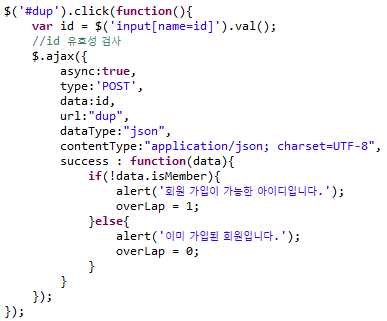 $('#dup').click(function(){
    var id = $('input[name=id]').val();
    //id 유효성 검사
    $.ajax({
        async:true,
        type:'POST',
        data:id,
        url:"dup",
        dataType:"json",
        contentType:"application/json; charset=UTF-8",
        success : function(data){
            if(!data.isMember){
                alert('회원 가입이 가능한 아이디입니다.');
                overLap = 1;
            }else{
                alert('이미 가입된 회원입니다.');
                overLap = 0;
            }
        }
    });
});